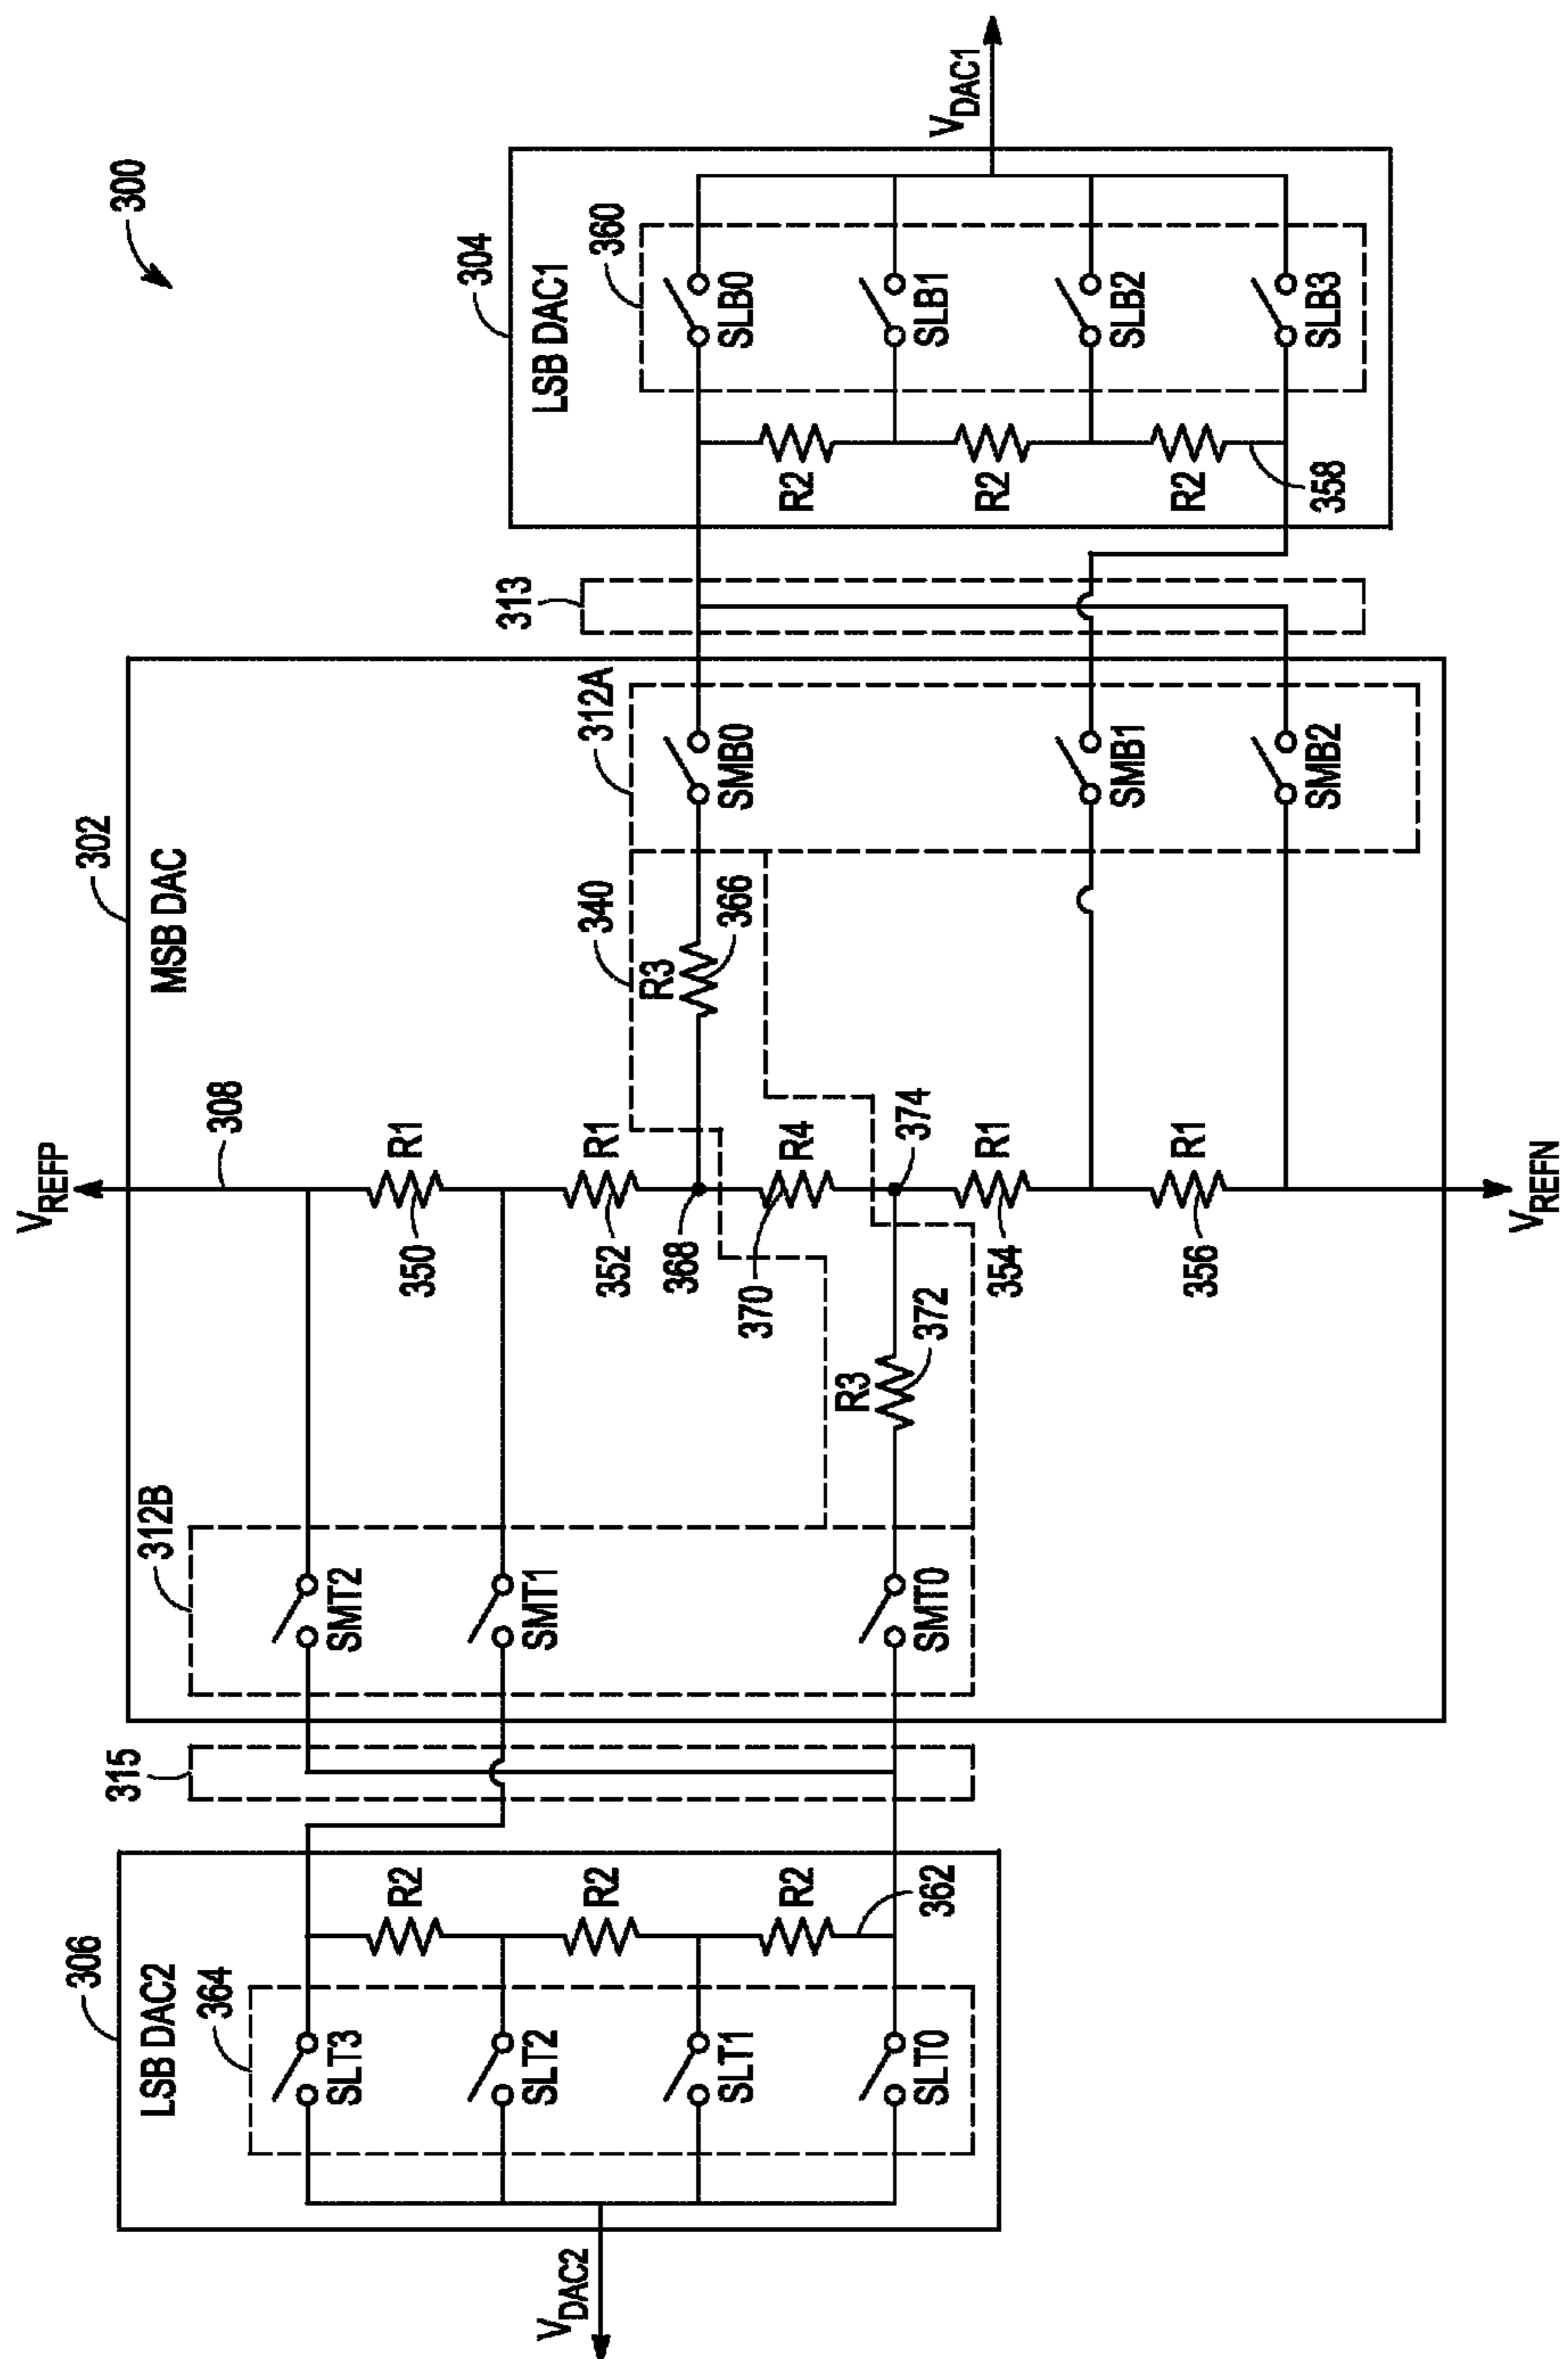 300
302
MSB DAC
304
LSB DAC1
306
LSB DAC2
V_REFP
308
315
312B
SMT2
SMT1
SMT0
364
SLT3
SLT2
SLT1
SLT0
R2
R2
R2
362
V_DAC2
350
R1
352
R1
368
370
R4
374
R3
372
354
R1
356
R1
V_REFN
340
R3
366
312A
SMB0
SMB1
SMB2
313
R2
R2
R2
358
360
SLB0
SLB1
SLB2
SLB3
V_DAC1